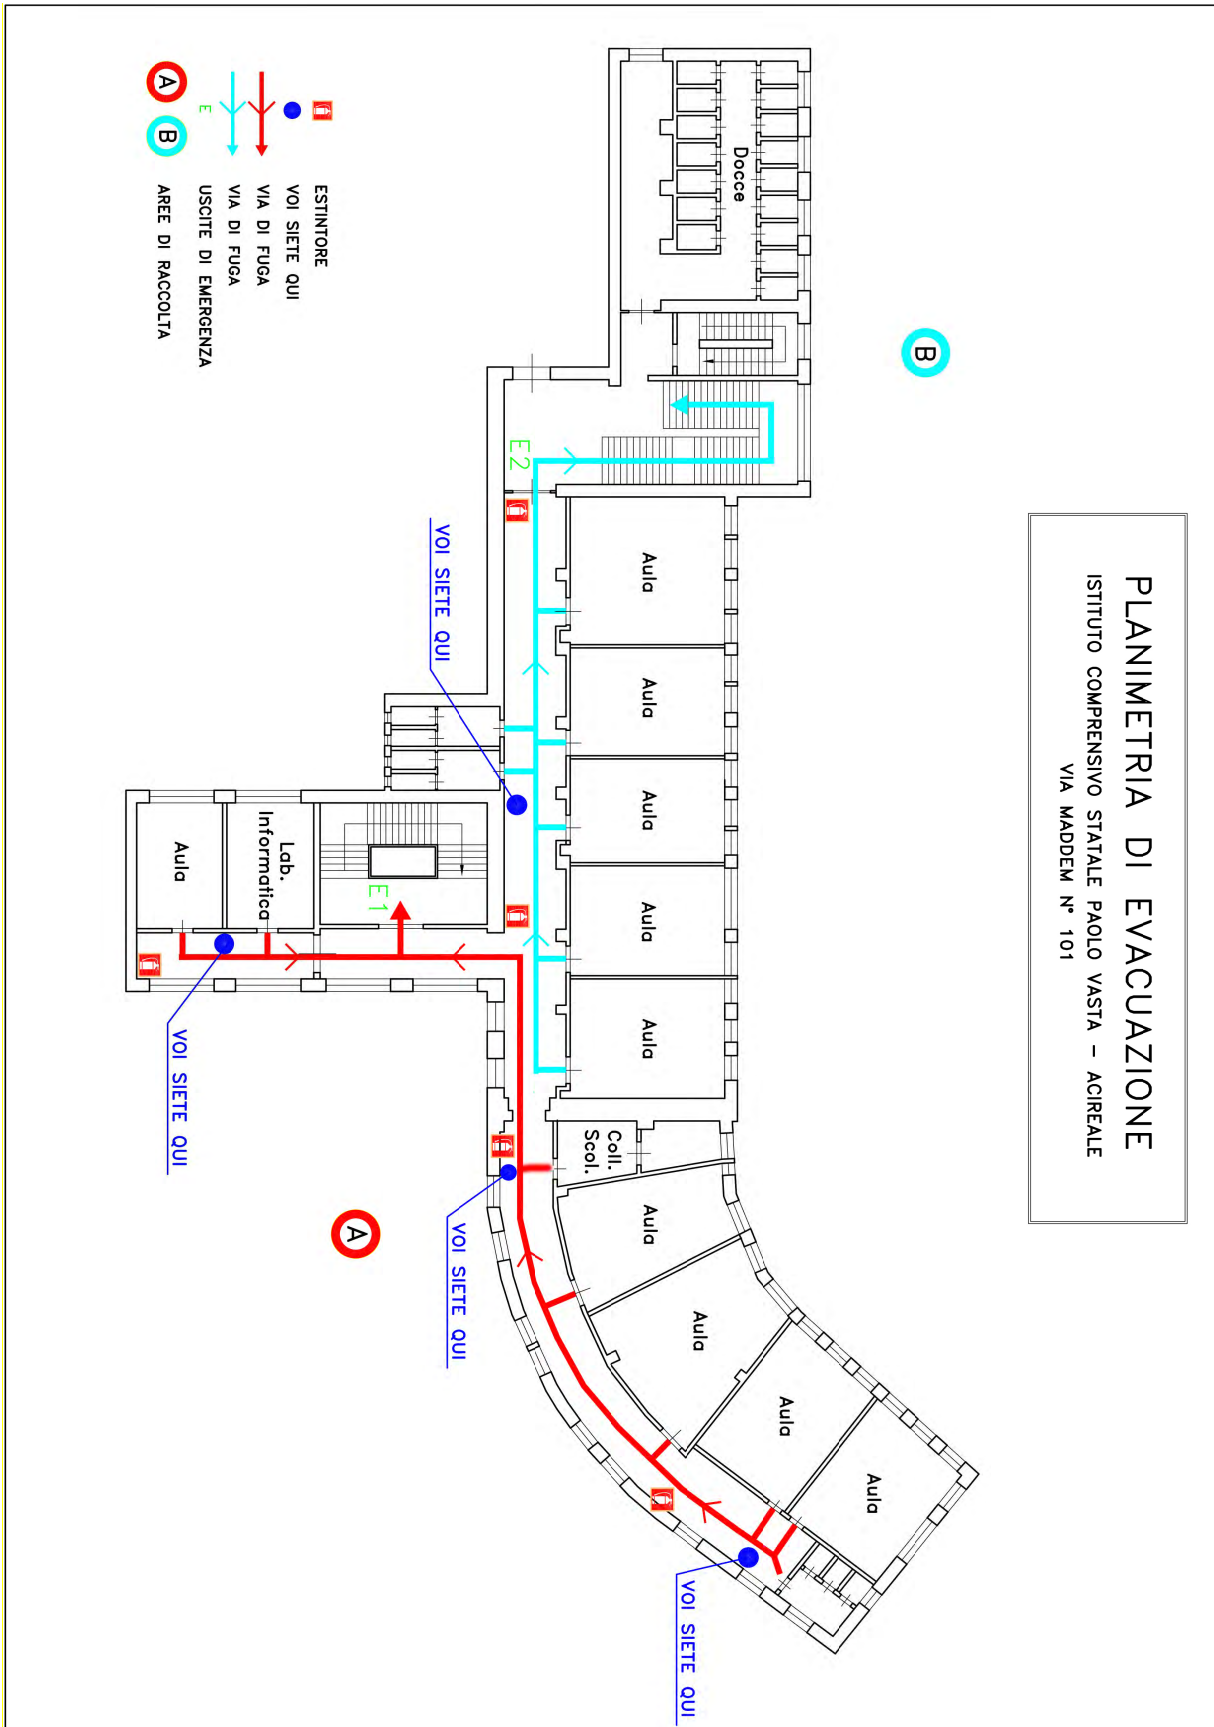 PLANIMETRIA DI EVACUAZIONE
ISTITUTO COMPRENSIVO STATALE PAOLO VASTA - ACIREALE
VIA MADDEM N° 101
B
Docce
Aula
Aula
Aula
Aula
Aula
Coll.
Scol.
Aula
Aula
Aula
Aula
E2
VOI SIETE QUI
E1
Lab.
Informatica
Aula
VOI SIETE QUI
VOI SIETE QUI
VOI SIETE QUI
A
ESTINTORE
VOI SIETE QUI
VIA DI FUGA
VIA DI FUGA
E USCITE DI EMERGENZA
A B AREE DI RACCOLTA